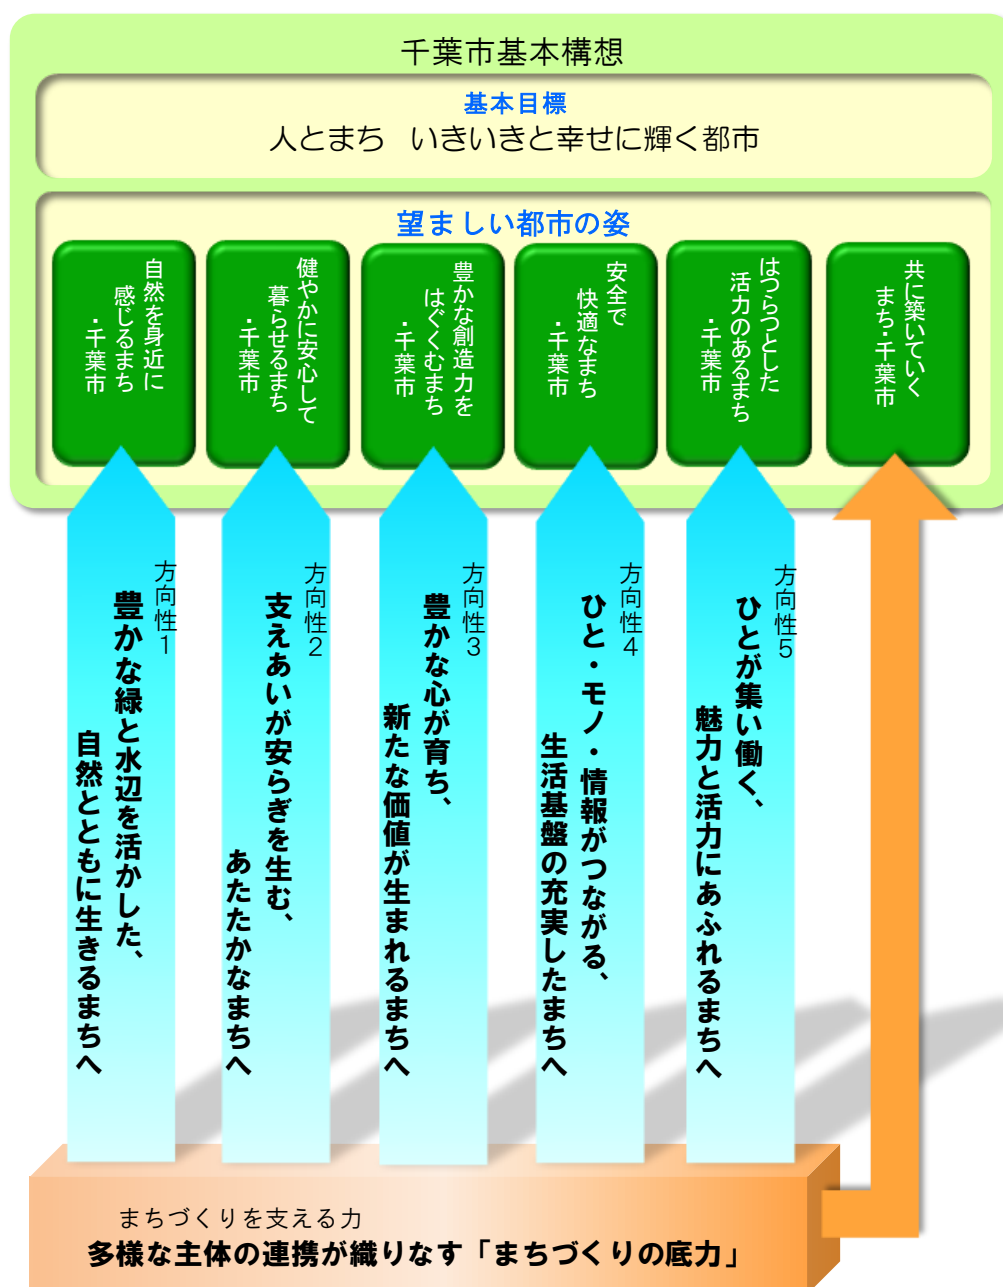 千葉市基本構想
基本目標
人とまち　いきいきと幸せに輝く都市
望ましい都市の姿
自然を身近に
感じるまち
・千葉市
健やかに安心して
暮らせるまち
・千葉市
豊かな創造力を
はぐくむまち
・千葉市
安全で
快適なまち
・千葉市
はつらつとした
活力のあるまち
・千葉市
共に築いていく
まち・千葉市
方向性1
豊かな緑と水辺を活かした、
自然とともに生きるまちへ
方向性2
支えあいが安らぎを生む、
あたたかなまちへ
方向性3
豊かな心が育ち、
新たな価値が生まれるまちへ
方向性4
ひと・モノ・情報がつながる、
生活基盤の充実したまちへ
方向性5
ひとが集い働く、
魅力と活力にあふれるまちへ
まちづくりを支える力
多様な主体の連携が織りなす「まちづくりの底力」